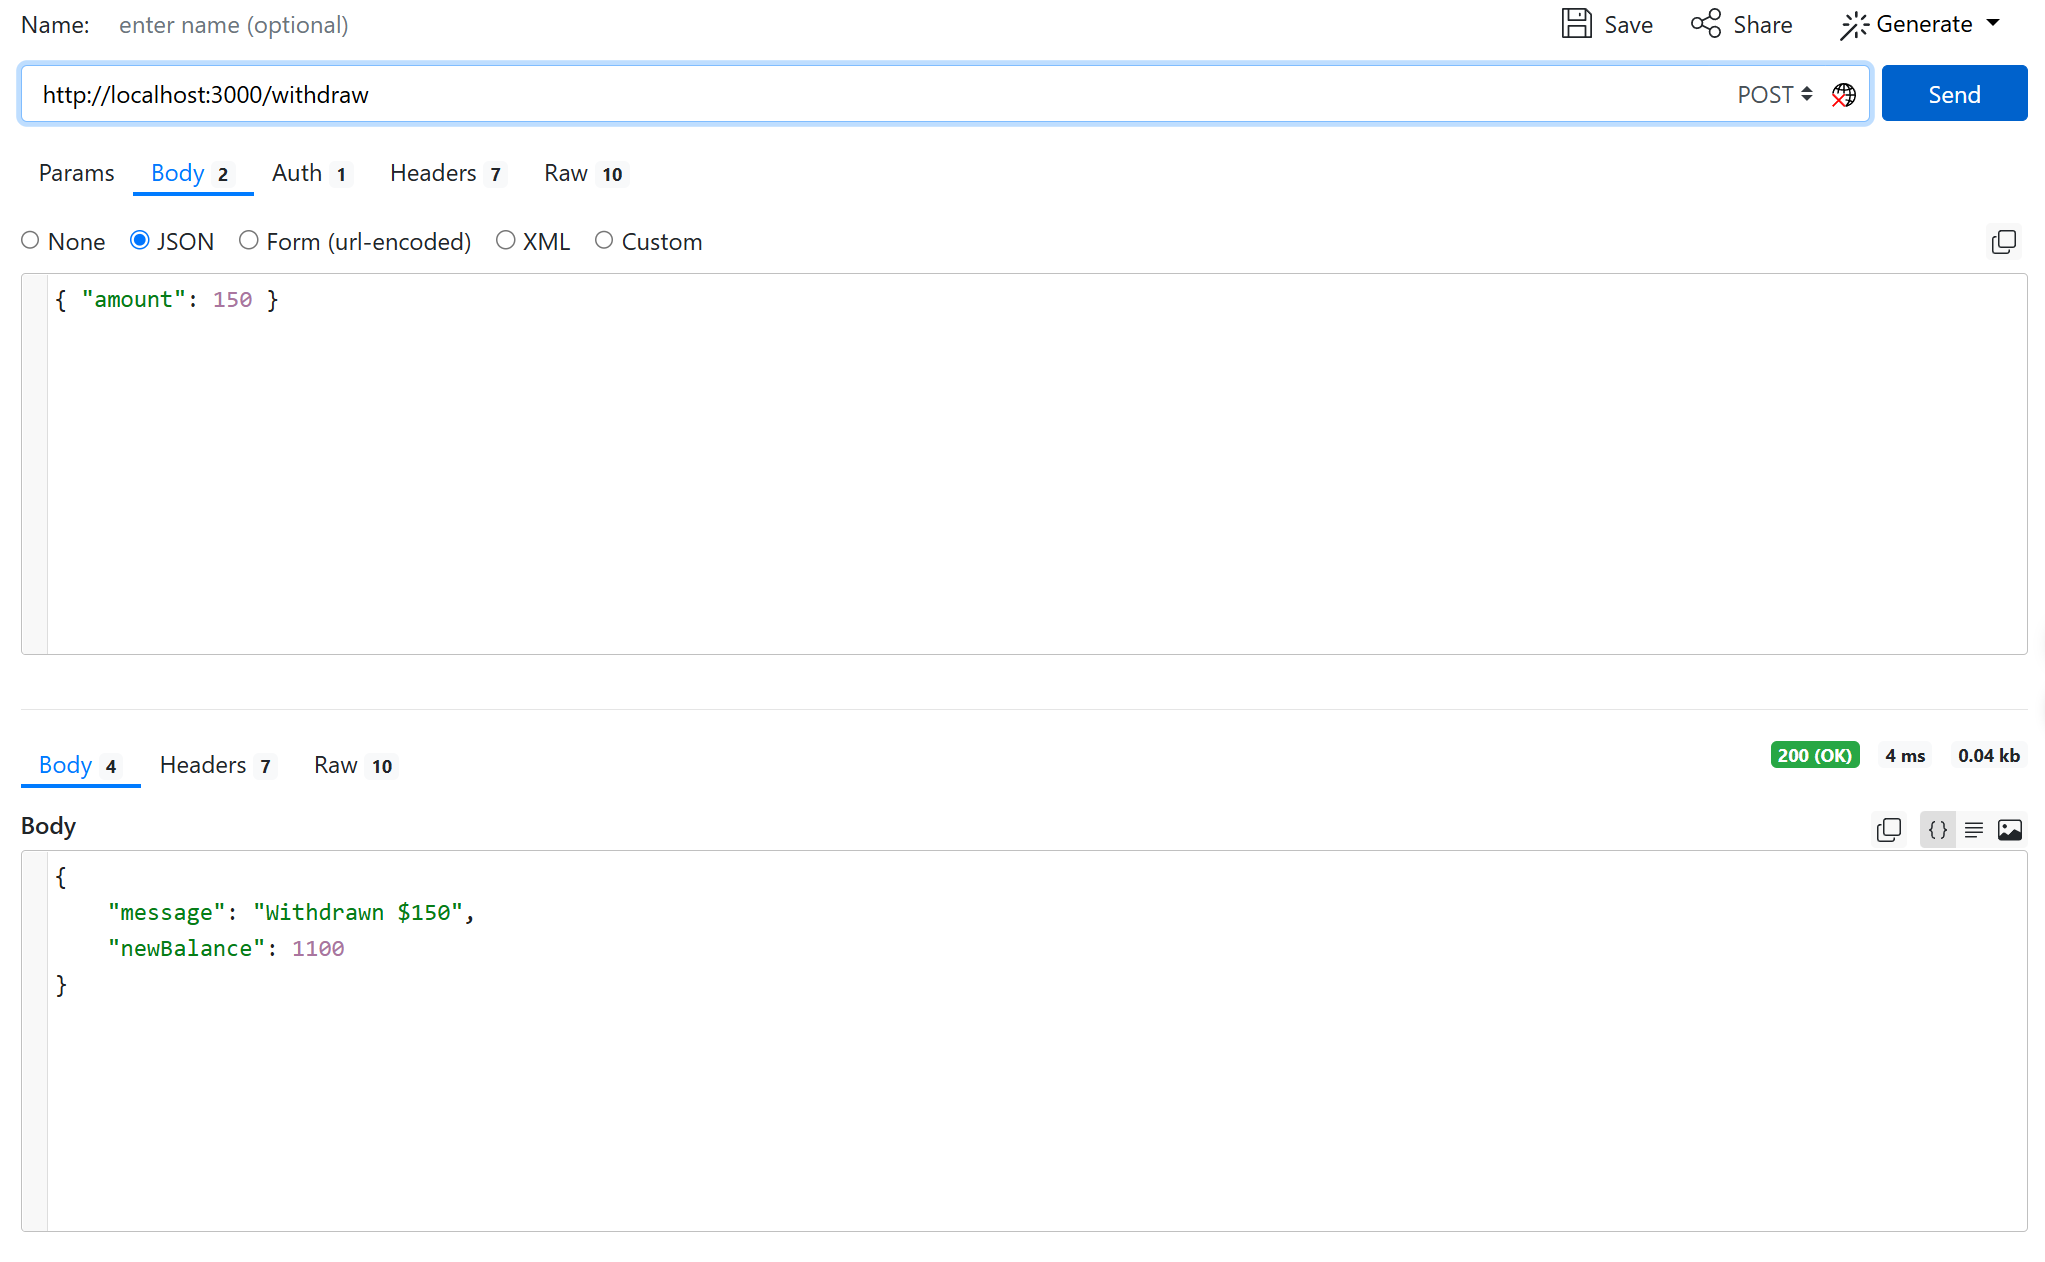 Name: enter name (optional) Save Share Generate
http://localhost:3000/withdraw POST Send
Params Body 2 Auth 1 Headers 7 Raw 10
None JSON Form (url-encoded) XML Custom
{ "amount": 150 }
Body 4 Headers 7 Raw 10 200 (OK) 4 ms 0.04 kb
Body {}
{
    "message": "Withdrawn $150",
    "newBalance": 1100
}